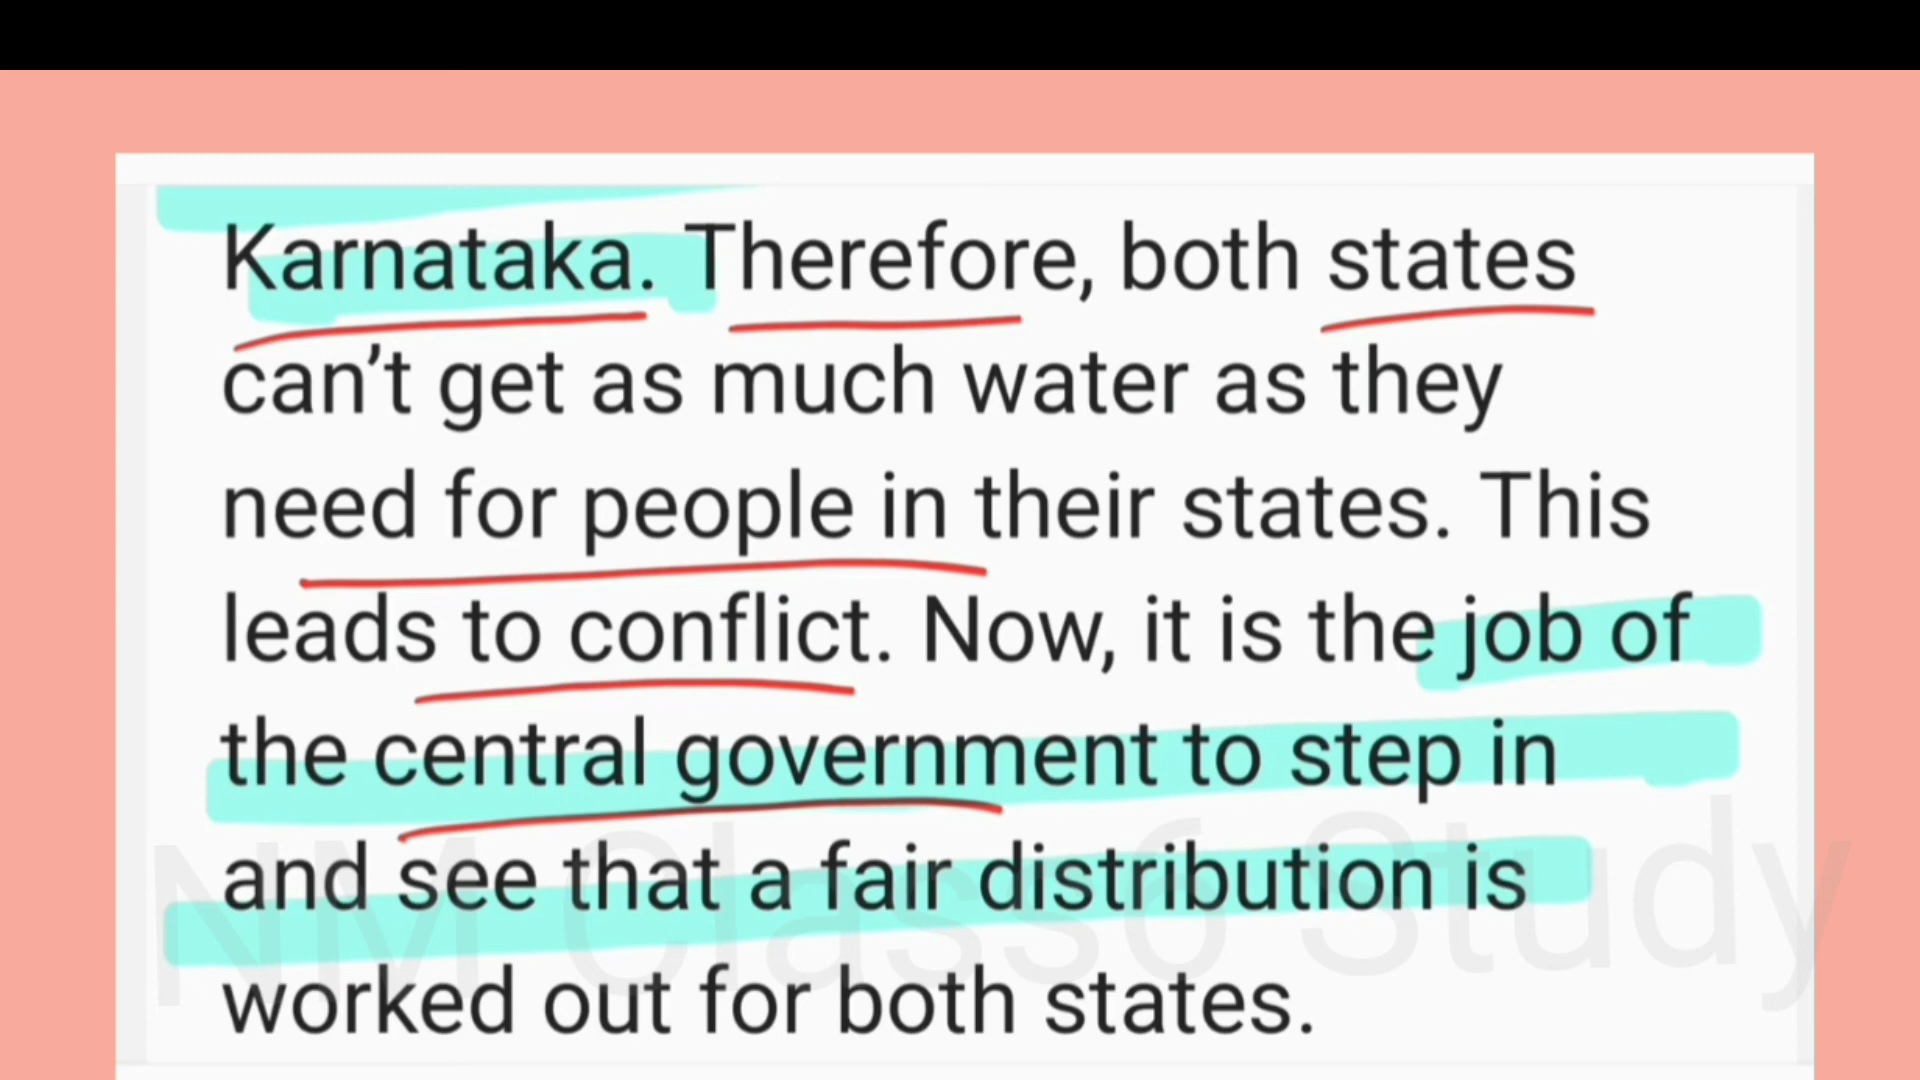 Karnataka. Therefore, both states
can’t get as much water as they
need for people in their states. This
leads to conflict. Now, it is the job of
the central government to step in
and see that a fair distribution is
worked out for both states.
NM Class6 Study